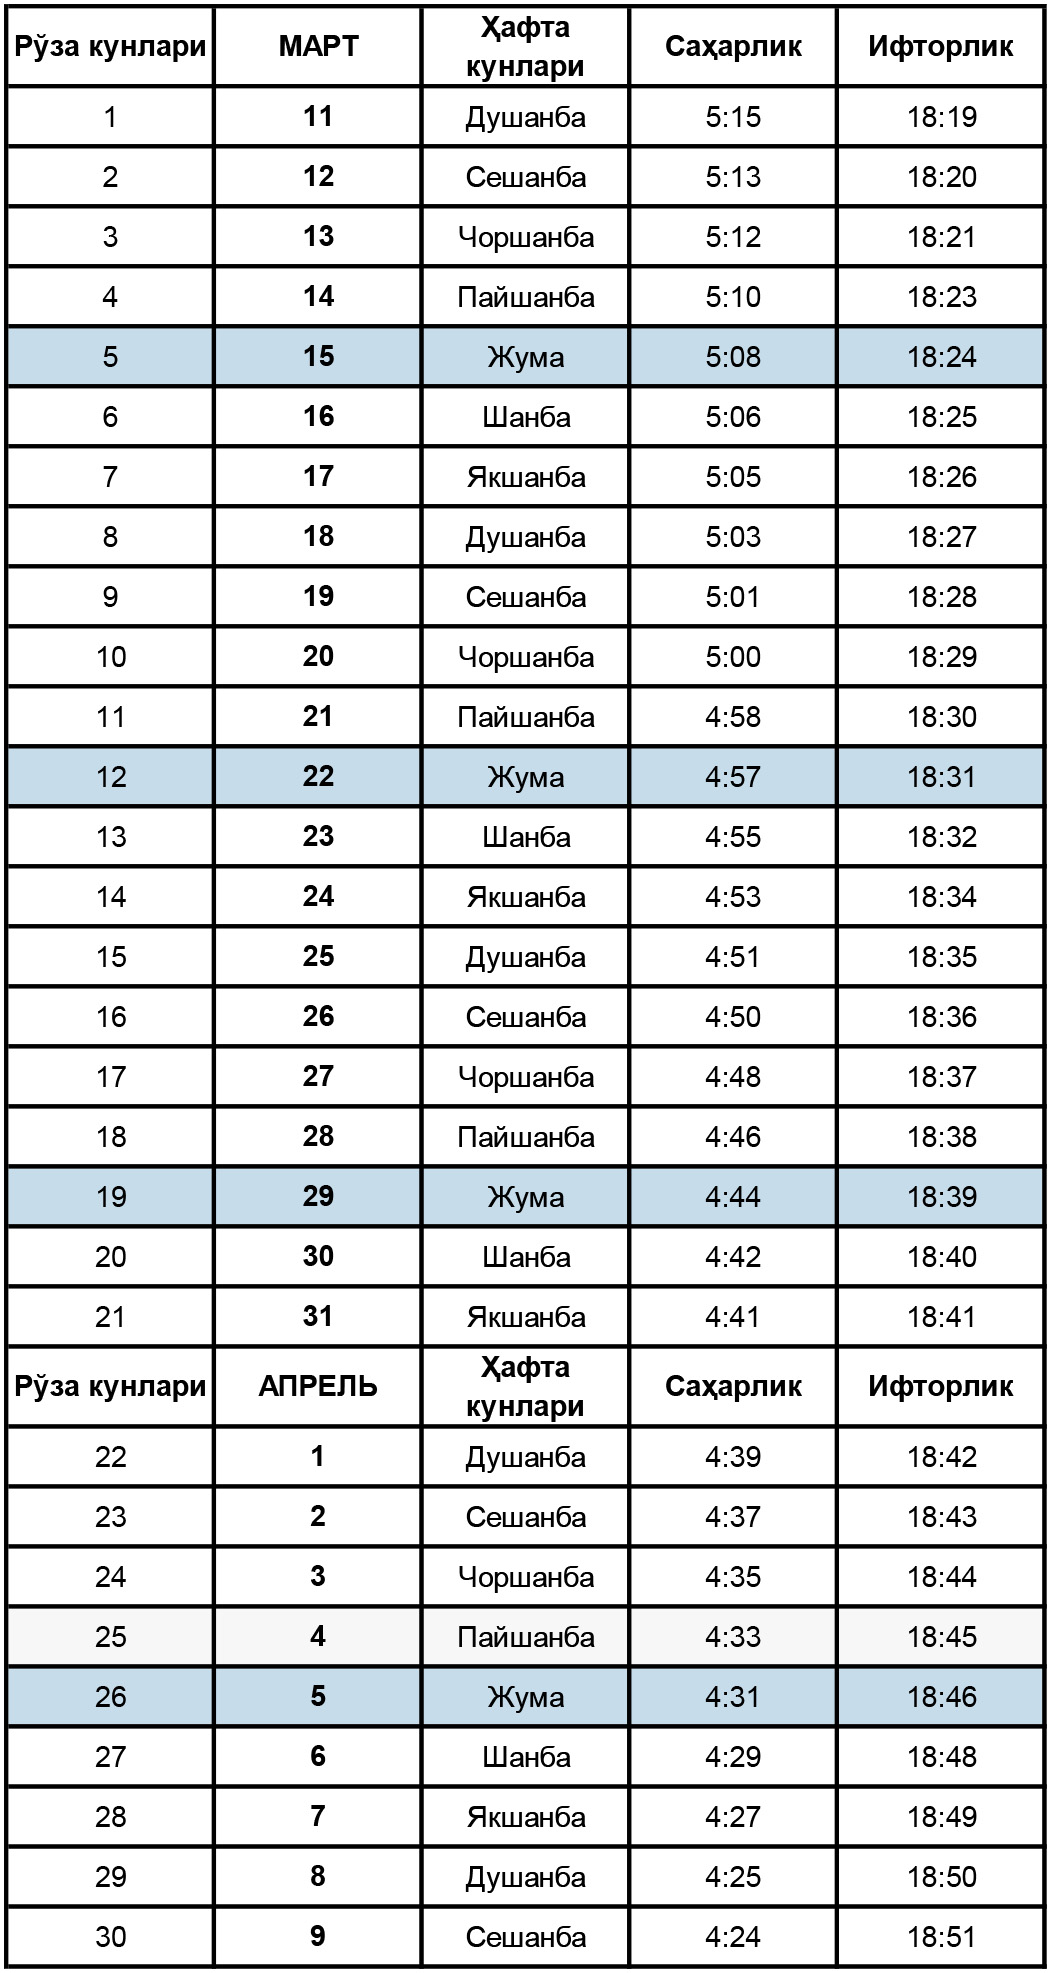 Рўза кунлари МАРТ Ҳафта кунлари Саҳарлик Ифторлик
1 11 Душанба 5:15 18:19
2 12 Сешанба 5:13 18:20
3 13 Чоршанба 5:12 18:21
4 14 Пайшанба 5:10 18:23
5 15 Жума 5:08 18:24
6 16 Шанба 5:06 18:25
7 17 Якшанба 5:05 18:26
8 18 Душанба 5:03 18:27
9 19 Сешанба 5:01 18:28
10 20 Чоршанба 5:00 18:29
11 21 Пайшанба 4:58 18:30
12 22 Жума 4:57 18:31
13 23 Шанба 4:55 18:32
14 24 Якшанба 4:53 18:34
15 25 Душанба 4:51 18:35
16 26 Сешанба 4:50 18:36
17 27 Чоршанба 4:48 18:37
18 28 Пайшанба 4:46 18:38
19 29 Жума 4:44 18:39
20 30 Шанба 4:42 18:40
21 31 Якшанба 4:41 18:41
Рўза кунлари АПРЕЛЬ Ҳафта кунлари Саҳарлик Ифторлик
22 1 Душанба 4:39 18:42
23 2 Сешанба 4:37 18:43
24 3 Чоршанба 4:35 18:44
25 4 Пайшанба 4:33 18:45
26 5 Жума 4:31 18:46
27 6 Шанба 4:29 18:48
28 7 Якшанба 4:27 18:49
29 8 Душанба 4:25 18:50
30 9 Сешанба 4:24 18:51